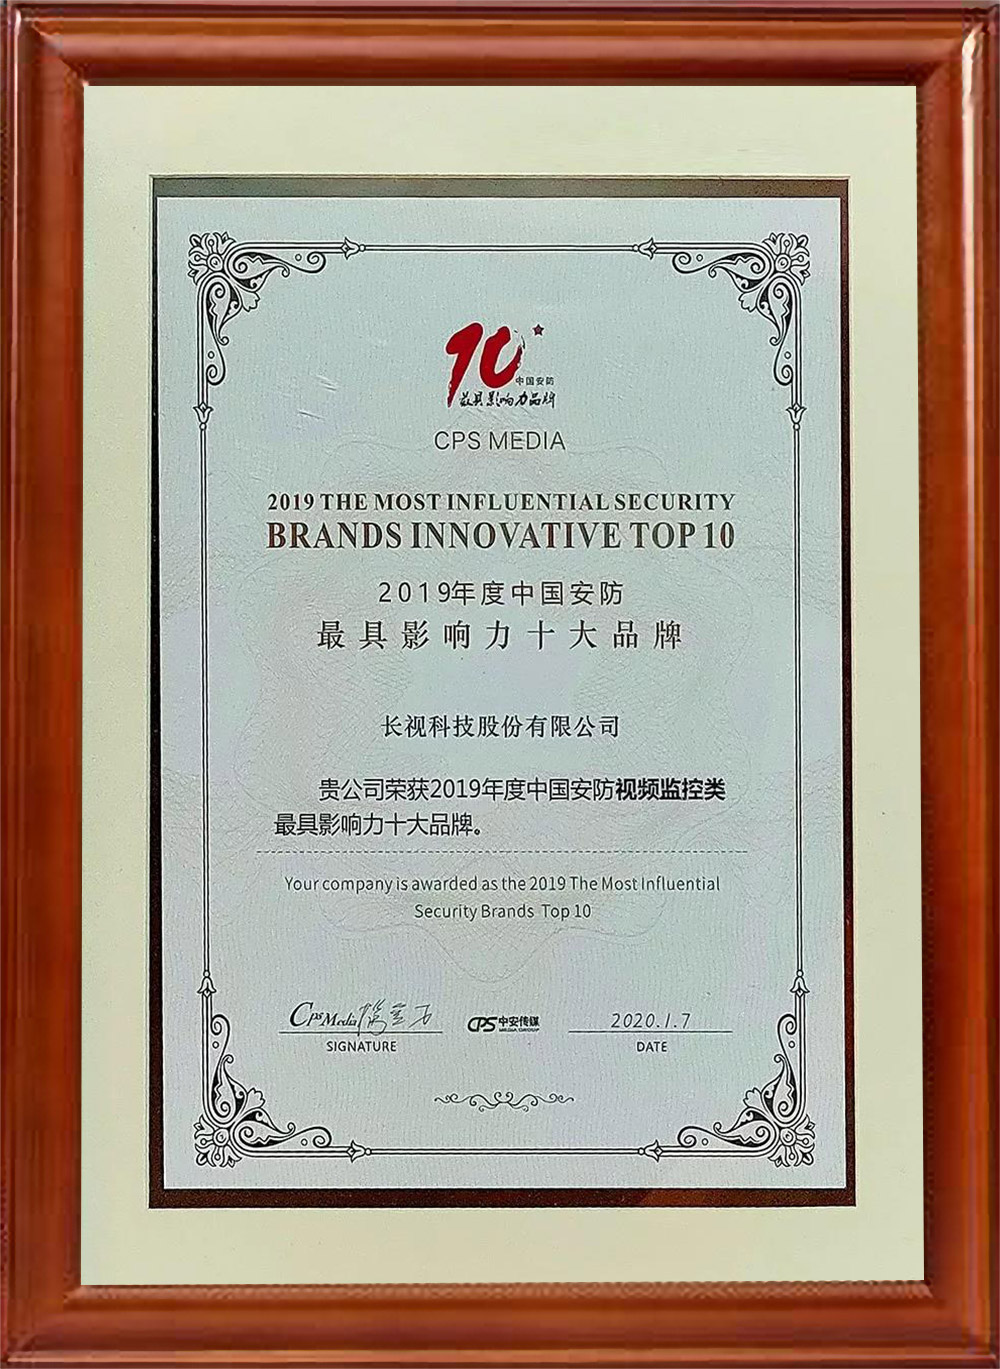 10
中国安防
最具影响力品牌
CPS MEDIA
2019 THE MOST INFLUENTIAL SECURITY
BRANDS INNOVATIVE TOP 10
2019年度中国安防
最具影响力十大品牌
长视科技股份有限公司
贵公司荣获2019年度中国安防视频监控类
最具影响力十大品牌。
Your company is awarded as the 2019 The Most Influential
Security Brands Top 10
CPS Media
CPS 中安传媒
2020.1.7
SIGNATURE
DATE